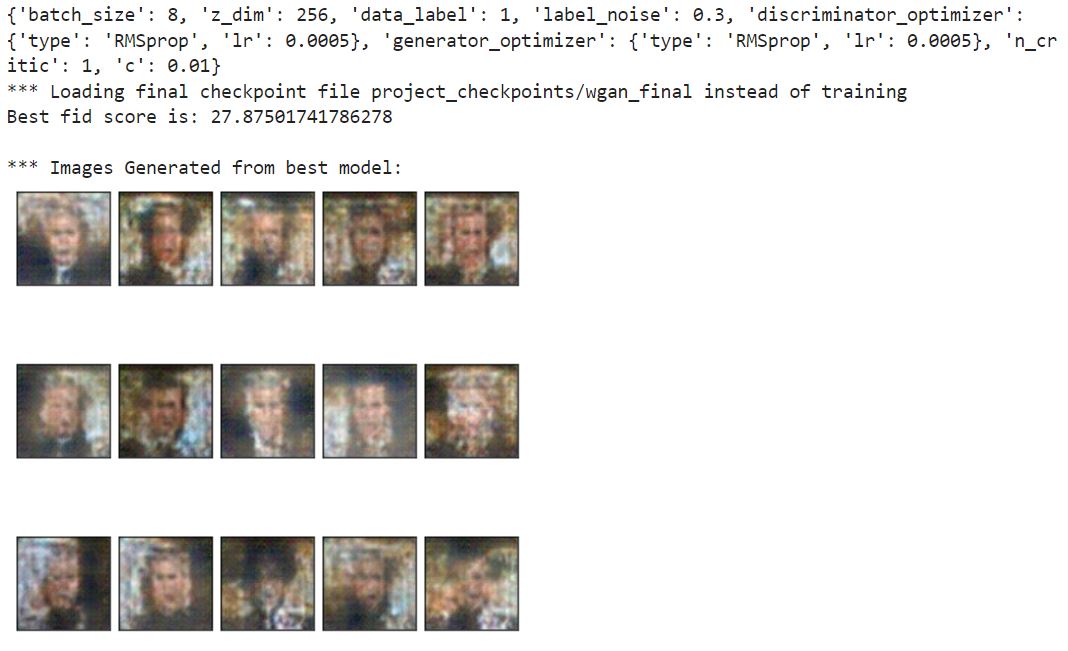 {'batch_size': 8, 'z_dim': 256, 'data_label': 1, 'label_noise': 0.3, 'discriminator_optimizer':
{'type': 'RMSprop', 'lr': 0.0005}, 'generator_optimizer': {'type': 'RMSprop', 'lr': 0.0005}, 'n_cr
itic': 1, 'c': 0.01}
*** Loading final checkpoint file project_checkpoints/wgan_final instead of training
Best fid score is: 27.87501741786278
*** Images Generated from best model: